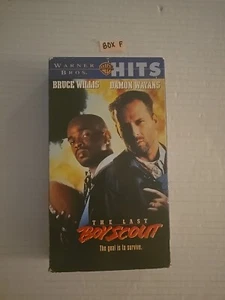 BOX P
WARNER BROS. HITS
BRUCE WILLIS DAMON WAYANS
THE LAST
BOY SCOUT
the goal is to survive.